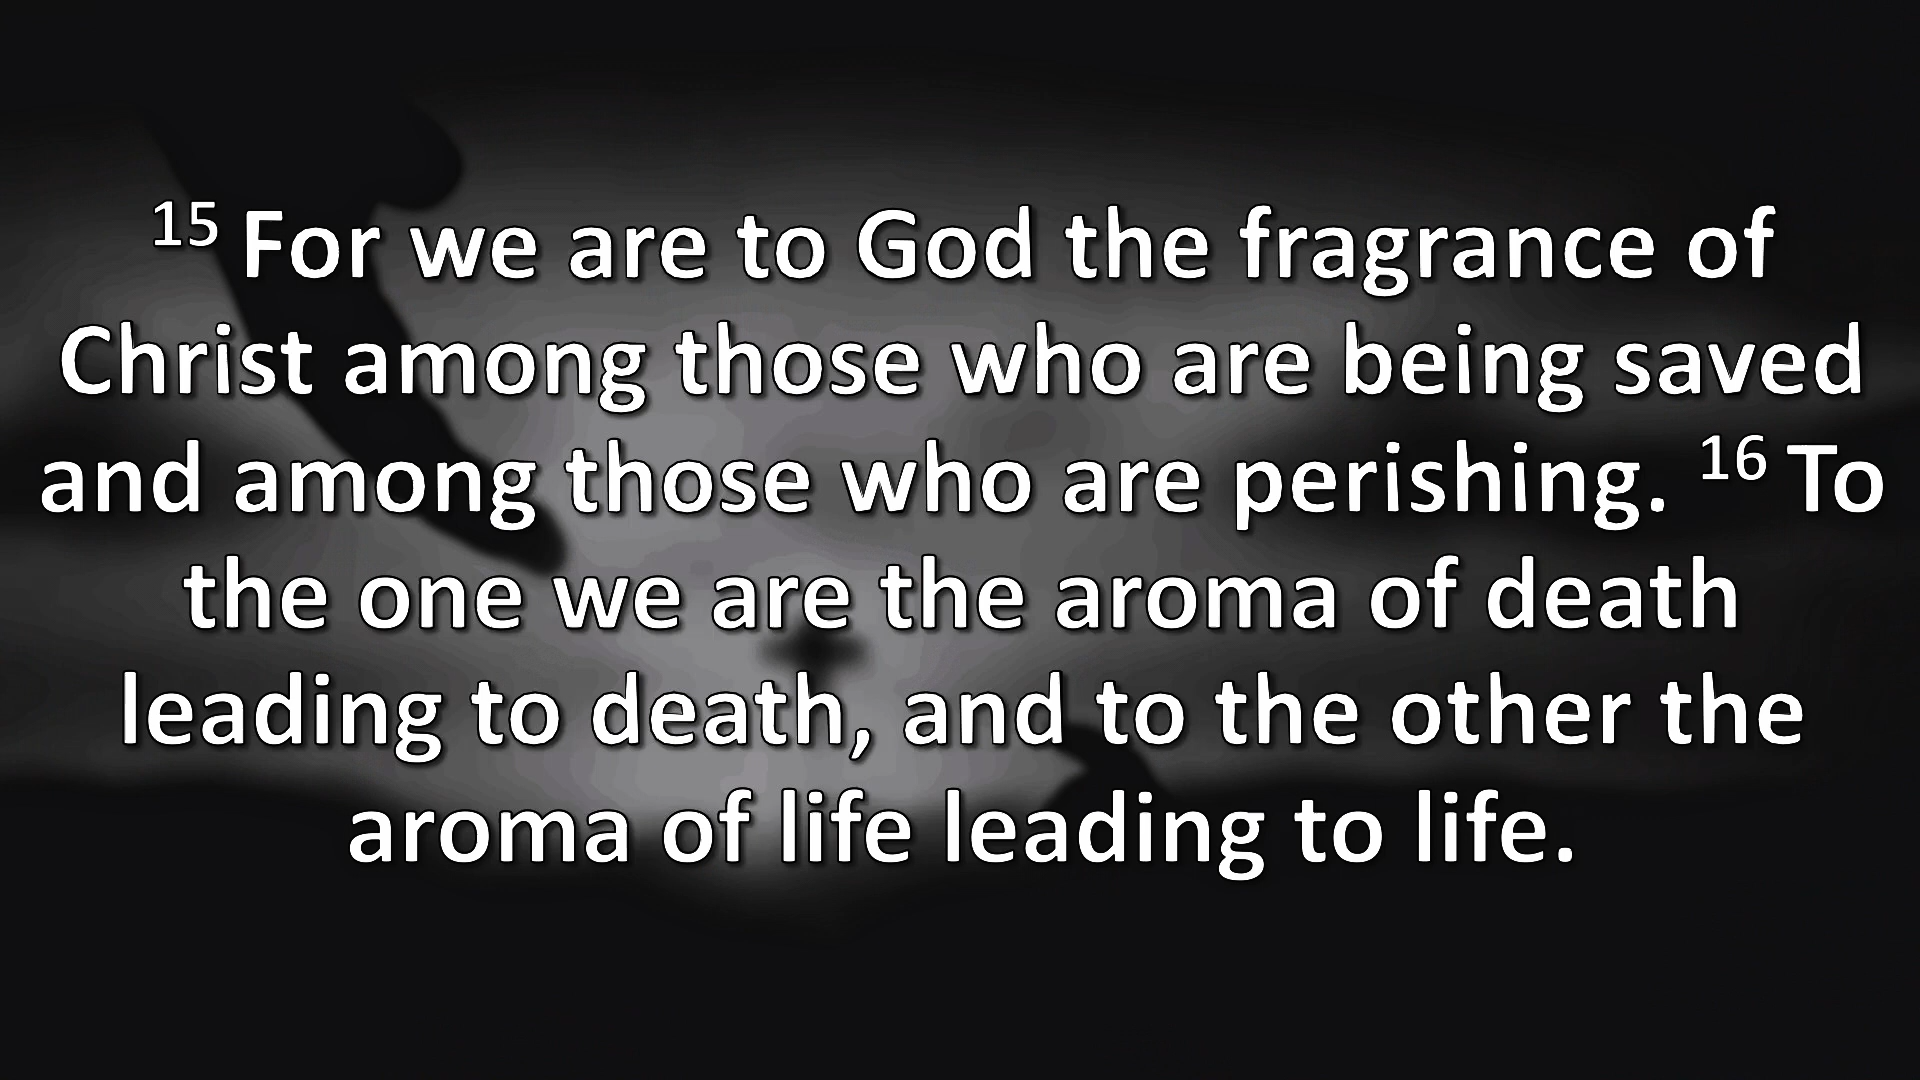 15 For we are to God the fragrance of
Christ among those who are being saved
and among those who are perishing. 16 To
the one we are the aroma of death
leading to death, and to the other the
aroma of life leading to life.